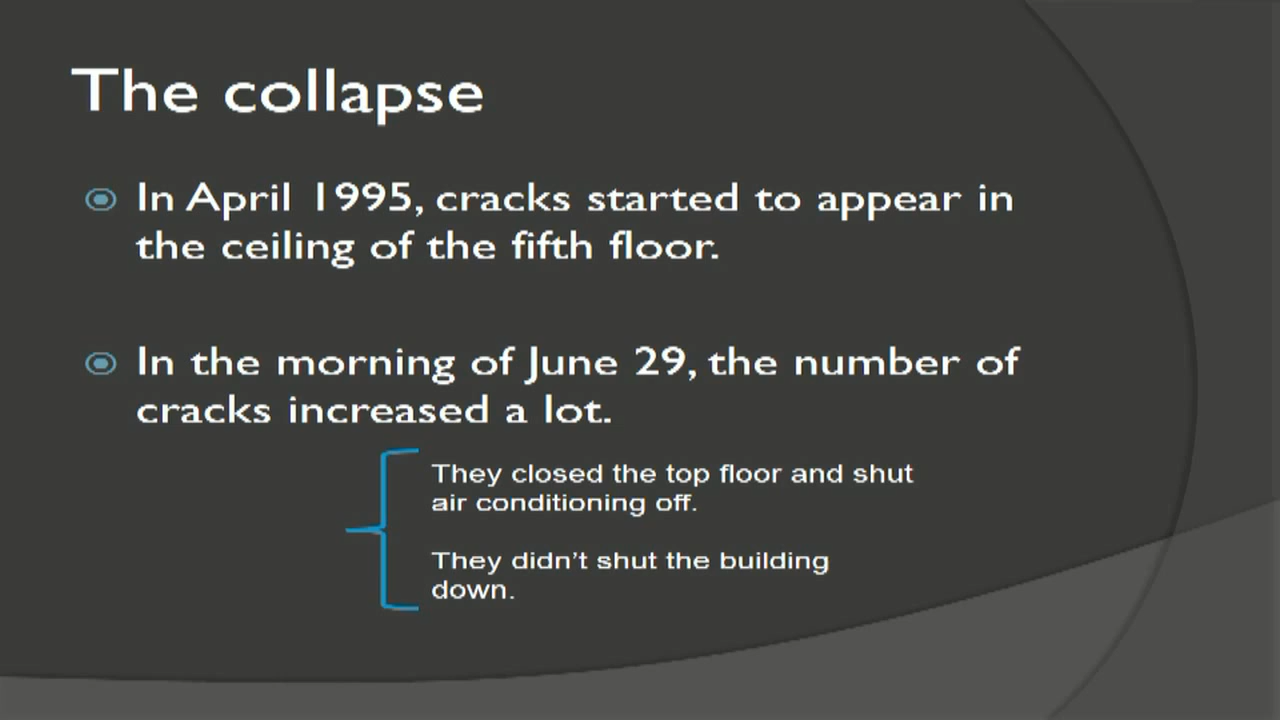 The collapse
In April 1995, cracks started to appear in
the ceiling of the fifth floor.
In the morning of June 29, the number of
cracks increased a lot.
They closed the top floor and shut
air conditioning off.
They didn't shut the building
down.